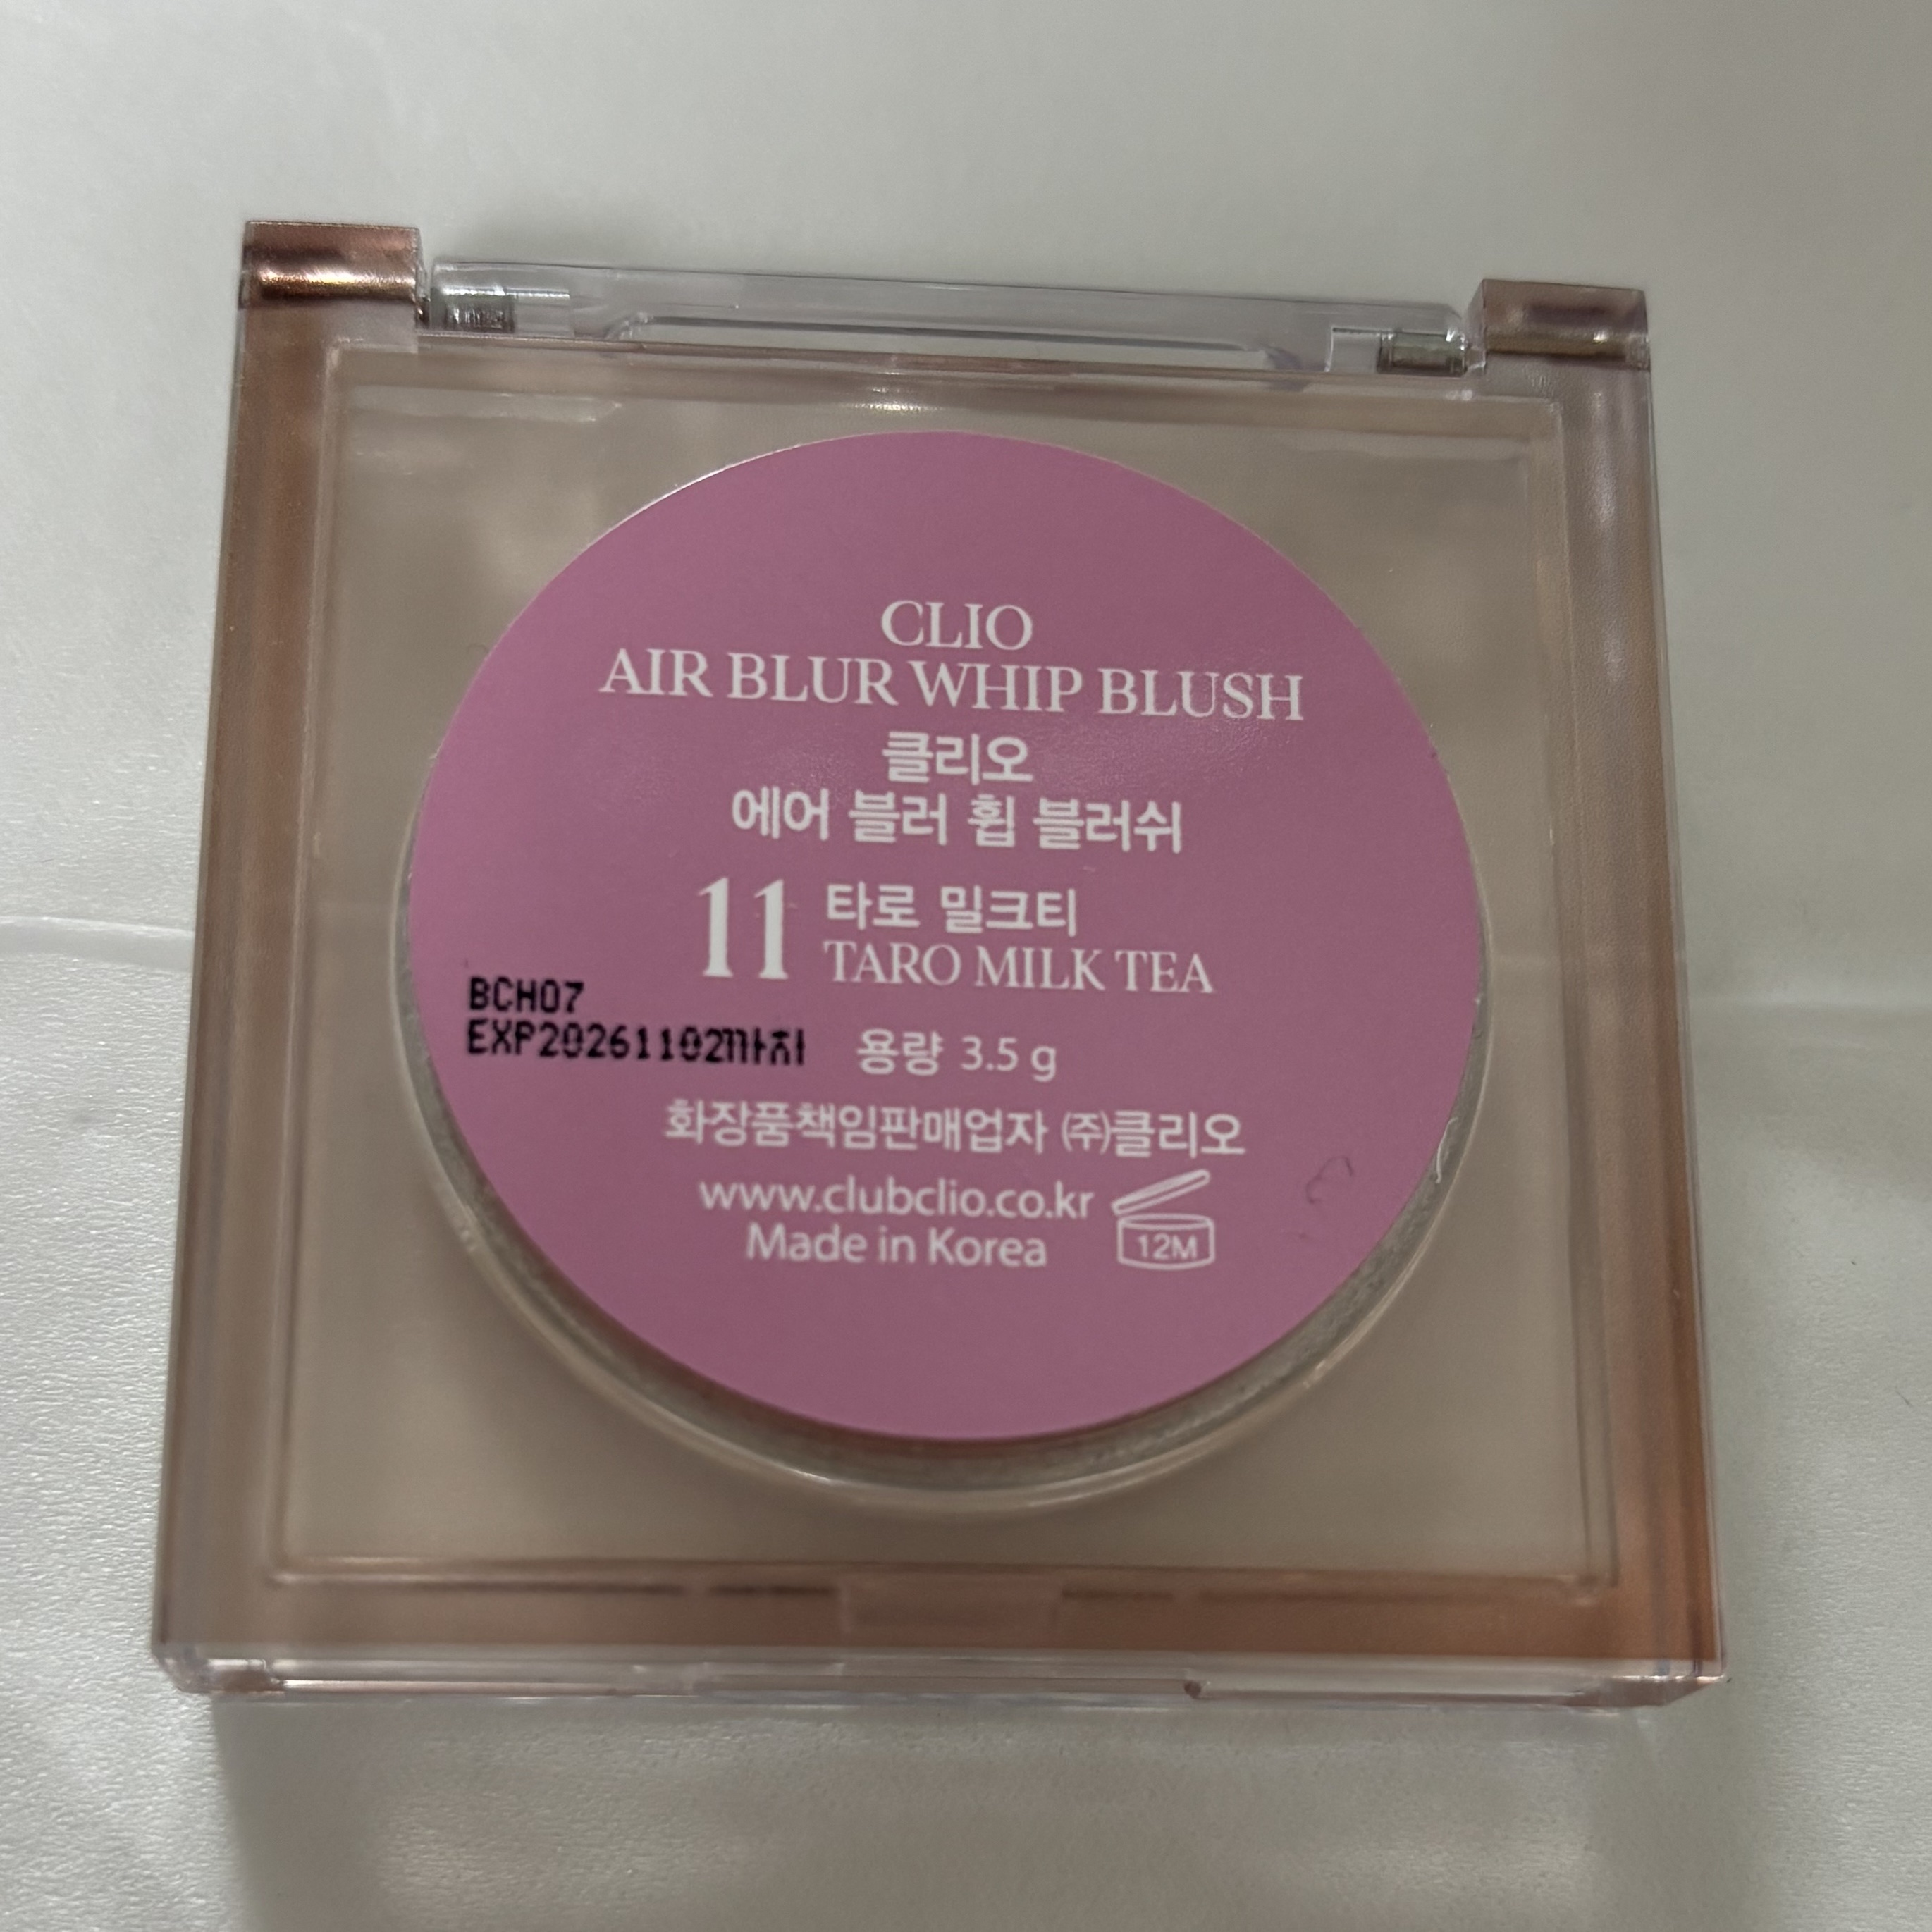 CLIO
AIR BLUR WHIP BLUSH
클리오
에어 블러 휩 블러쉬
11 타로 밀크티
TARO MILK TEA
BCH07
EXP20261102까지
용량 3.5 g
화장품책임판매업자 ㈜클리오
www.clubclio.co.kr
Made in Korea
12M